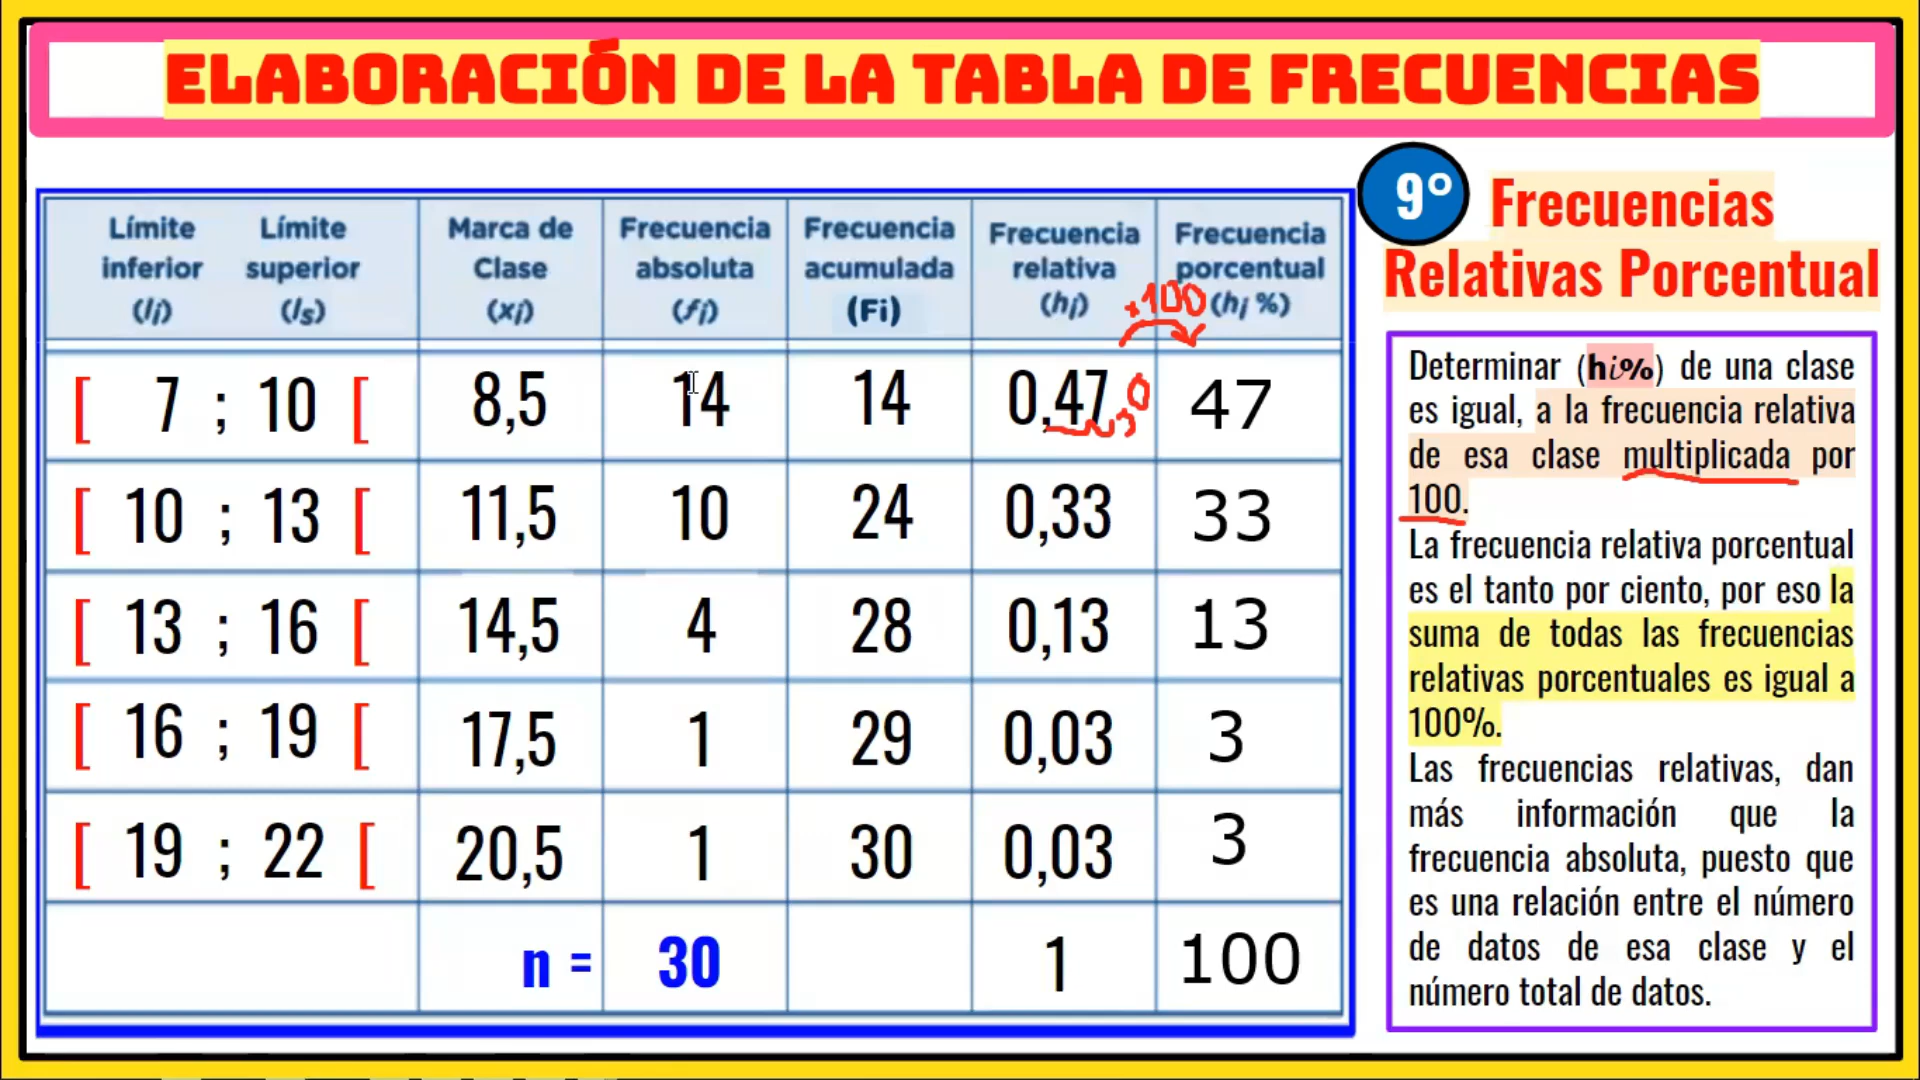 ELABORACIÓN DE LA TABLA DE FRECUENCIAS
Límite inferior (lᵢ) Límite superior (lₛ) Marca de Clase (xᵢ) Frecuencia absoluta (fᵢ) Frecuencia acumulada (Fi) Frecuencia relativa (hᵢ) Frecuencia porcentual (hᵢ %)
×100
[ 7 ; 10 [ 8,5 14 14 0,47 0 47
[ 10 ; 13 [ 11,5 10 24 0,33 33
[ 13 ; 16 [ 14,5 4 28 0,13 13
[ 16 ; 19 [ 17,5 1 29 0,03 3
[ 19 ; 22 [ 20,5 1 30 0,03 3
n = 30 1 100
9° Frecuencias
Relativas Porcentual
Determinar (hi%) de una clase
es igual, a la frecuencia relativa
de esa clase multiplicada por
100.
La frecuencia relativa porcentual
es el tanto por ciento, por eso la
suma de todas las frecuencias
relativas porcentuales es igual a
100%.
Las frecuencias relativas, dan
más información que la
frecuencia absoluta, puesto que
es una relación entre el número
de datos de esa clase y el
número total de datos.